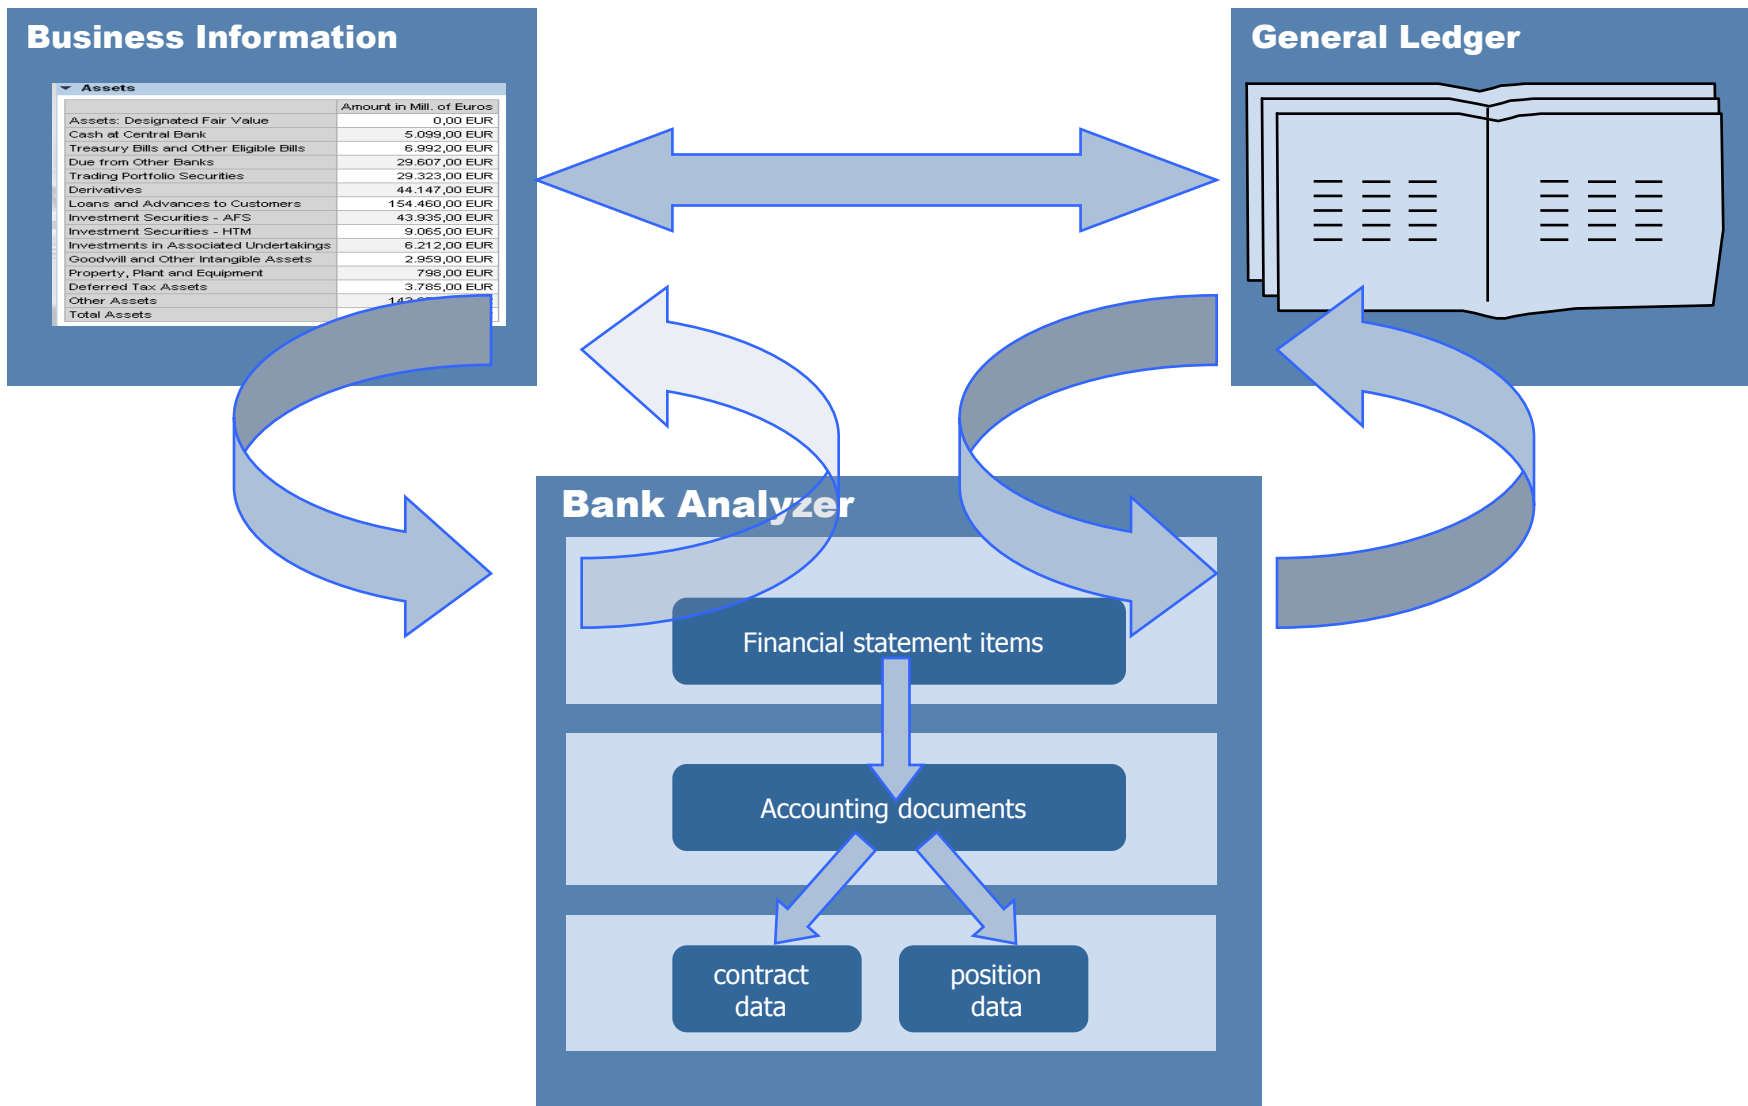 Business Information
Assets
Amount in Mill. of Euros
Assets: Designated Fair Value 0,00 EUR
Cash at Central Bank 5.099,00 EUR
Treasury Bills and Other Eligible Bills 6.992,00 EUR
Due from Other Banks 29.607,00 EUR
Trading Portfolio Securities 29.323,00 EUR
Derivatives 44.147,00 EUR
Loans and Advances to Customers 154.460,00 EUR
Investment Securities - AFS 43.935,00 EUR
Investment Securities - HTM 9.065,00 EUR
Investments in Associated Undertakings 6.212,00 EUR
Goodwill and Other Intangible Assets 2.959,00 EUR
Property, Plant and Equipment 798,00 EUR
Deferred Tax Assets 3.785,00 EUR
Other Assets
Total Assets
General Ledger
Bank Analyzer
Financial statement items
Accounting documents
contract
data
position
data